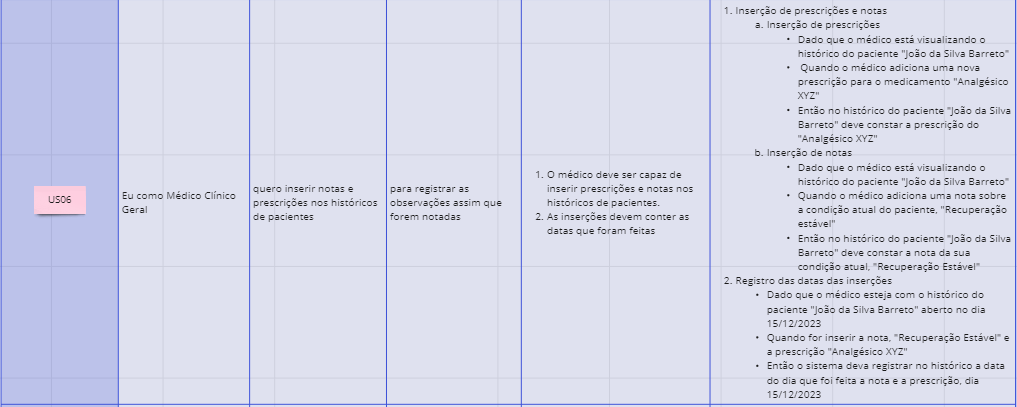 US06
Eu como Médico Clínico
Geral
quero inserir notas e
prescrições nos históricos
de pacientes
para registrar as
observações assim que
forem notadas
1. O médico deve ser capaz de
inserir prescrições e notas nos
históricos de pacientes.
2. As inserções devem conter as
datas que foram feitas
1. Inserção de prescrições e notas
a. Inserção de prescrições
• Dado que o médico está visualizando o
histórico do paciente "João da Silva Barreto"
• Quando o médico adiciona uma nova
prescrição para o medicamento "Analgésico
XYZ"
• Então no histórico do paciente "João da Silva
Barreto" deve constar a prescrição do
"Analgésico XYZ"
b. Inserção de notas
• Dado que o médico está visualizando o
histórico do paciente "João da Silva Barreto"
• Quando o médico adiciona uma nota sobre
a condição atual do paciente, "Recuperação
estável"
• Então no histórico do paciente "João da Silva
Barreto" deve constar a nota da sua
condição atual, "Recuperação Estável"
2. Registro das datas das inserções
• Dado que o médico esteja com o histórico do
paciente "João da Silva Barreto" aberto no dia
15/12/2023
• Quando for inserir a nota, "Recuperação Estável" e
a prescrição "Analgésico XYZ"
• Então o sistema deva registrar no histórico a data
do dia que foi feita a nota e a prescrição, dia
15/12/2023